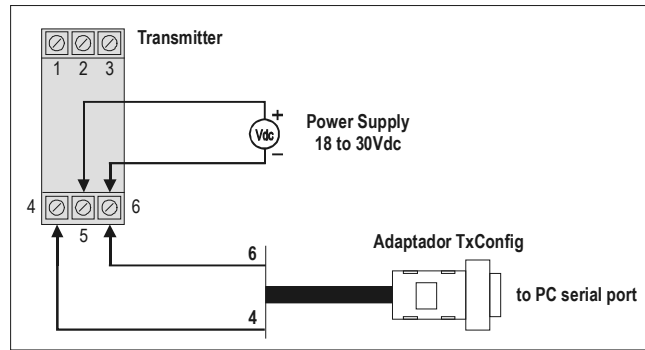 Transmitter
1 2 3
+
Vdc
–
Power Supply
18 to 30Vdc
4 6
5
Adaptador TxConfig
6
to PC serial port
4